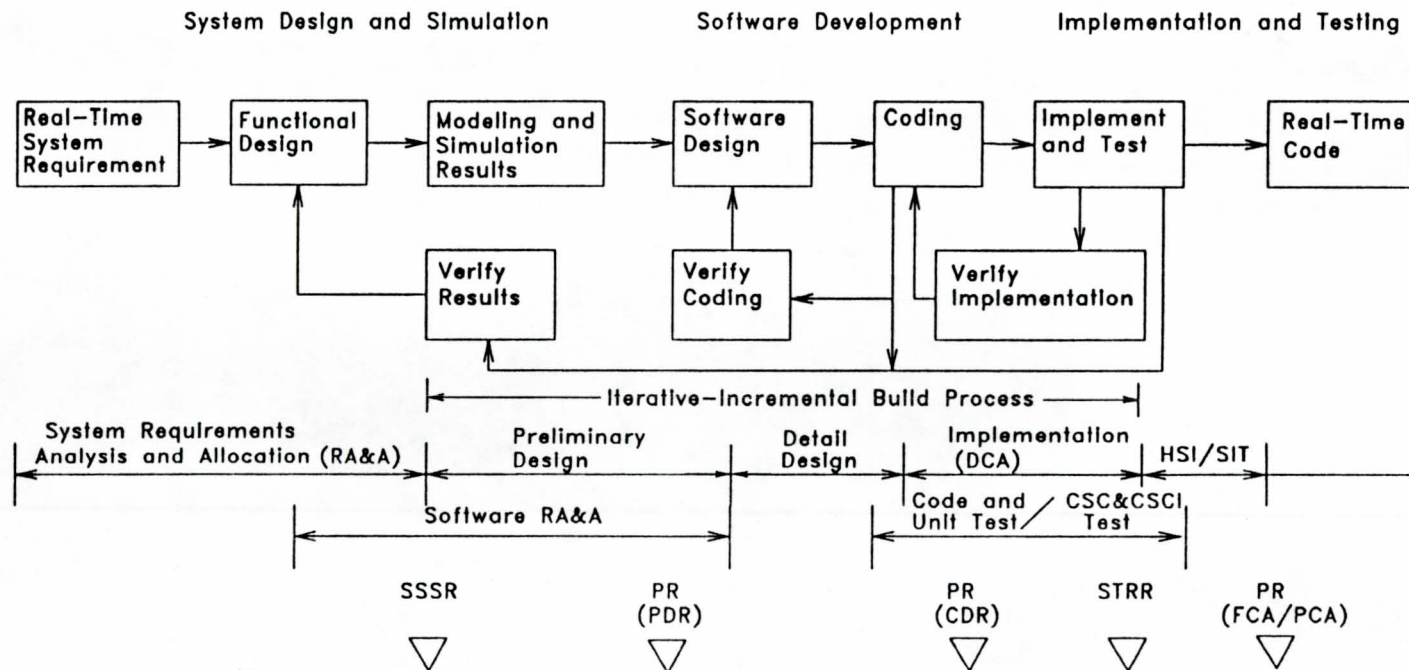 System Design and Simulation
Software Development
Implementation and Testing
Real-Time
System
Requirement
Functional
Design
Modeling and
Simulation
Results
Software
Design
Coding
Implement
and Test
Real-Time
Code
Verify
Results
Verify
Coding
Verify
Implementation
Iterative-Incremental Build Process
System Requirements
Analysis and Allocation (RA&A)
Preliminary
Design
Detail
Design
Implementation
(DCA)
HSI/SIT
Software RA&A
Code and
Unit Test
/
CSC&CSCI
Test
SSSR
PR
(PDR)
PR
(CDR)
STRR
PR
(FCA/PCA)